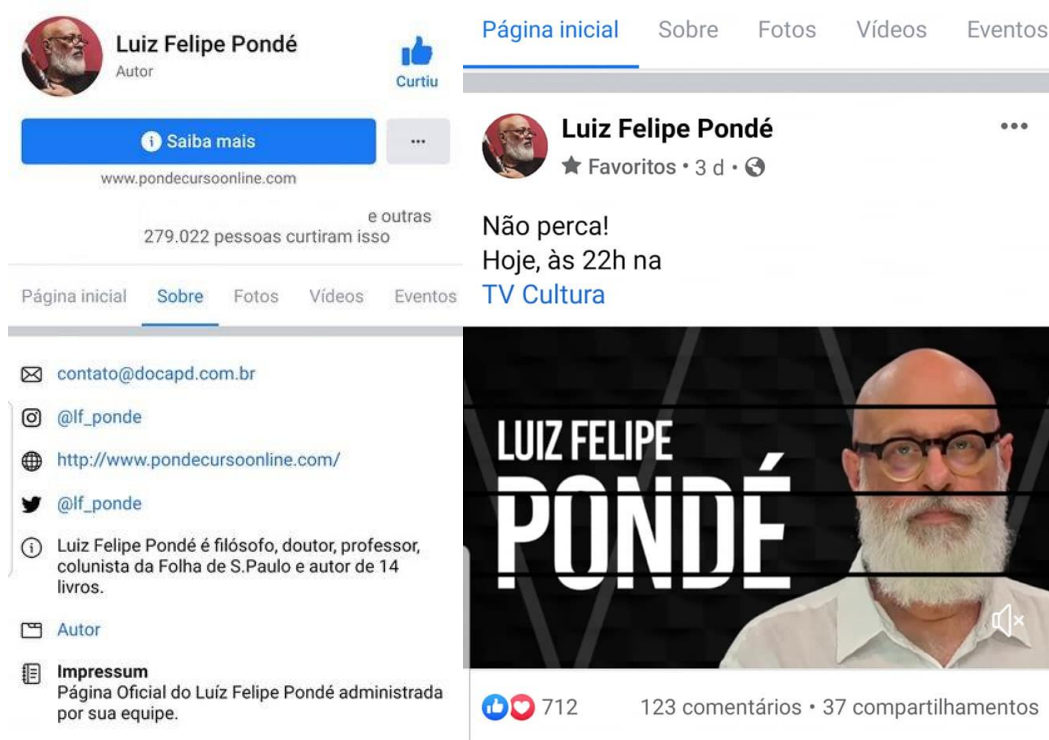 Luiz Felipe Pondé
Autor
Curtiu
Saiba mais
...
www.pondecursoonline.com
e outras
279.022 pessoas curtiram isso
Página inicial Sobre Fotos Vídeos Eventos
contato@docapd.com.br
@lf_ponde
http://www.pondecursoonline.com/
@lf_ponde
Luiz Felipe Pondé é filósofo, doutor, professor,
colunista da Folha de S.Paulo e autor de 14
livros.
Autor
Impressum
Página Oficial do Luíz Felipe Pondé administrada
por sua equipe.
Página inicial Sobre Fotos Vídeos Eventos
Luiz Felipe Pondé
Favoritos • 3 d •
Não perca!
Hoje, às 22h na
TV Cultura
LUIZ FELIPE
PONDÉ
712 123 comentários • 37 compartilhamentos